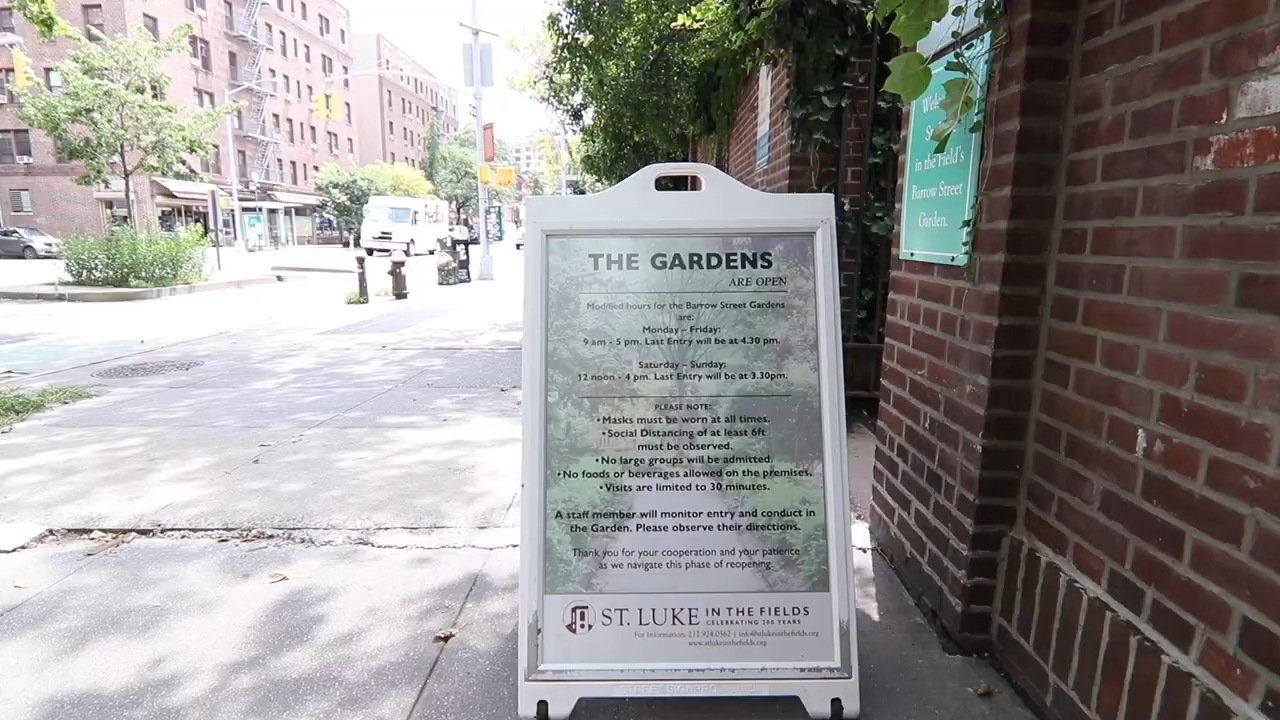 THE GARDENS
ARE OPEN
Modified hours for the Barrow Street Gardens
are:
Monday – Friday:
9 am - 5 pm. Last Entry will be at 4.30 pm.
Saturday – Sunday:
12 noon - 4 pm. Last Entry will be at 3.30pm.
PLEASE NOTE:
• Masks must be worn at all times.
• Social Distancing of at least 6ft
must be observed.
• No large groups will be admitted.
• No foods or beverages allowed on the premises.
• Visits are limited to 30 minutes.
A staff member will monitor entry and conduct in
the Garden. Please observe their directions.
Thank you for your cooperation and your patience
as we navigate this phase of reopening.
ST. LUKE IN THE FIELDS
CELEBRATING 200 YEARS
For Information: 212.924.0562 | info@stlukeinthefields.org
www.stlukeinthefields.org
in the Field's
Barrow Street
Garden.